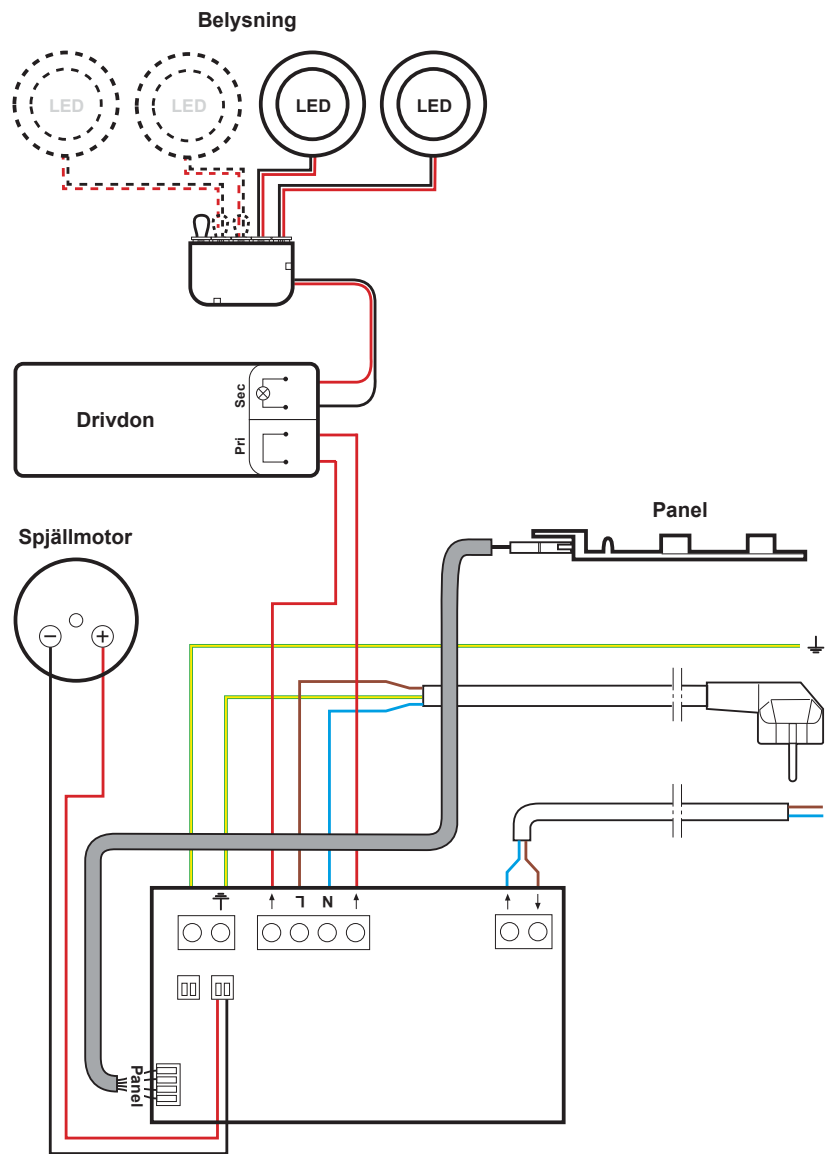 Belysning
LED LED LED LED
Sec
Drivdon
Pri
Panel
Spjällmotor
− +
L N
Panel